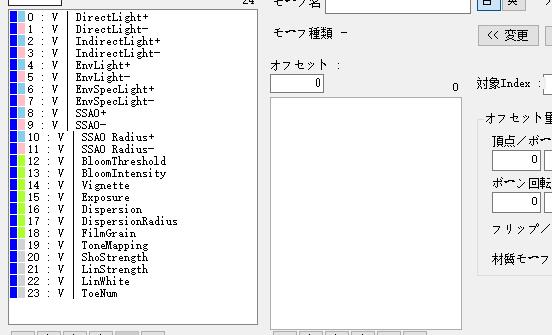 24
モーフ名
0 : V | DirectLight+
1 : V | DirectLight-
2 : V | IndirectLight+
3 : V | IndirectLight-
4 : V | EnvLight+
5 : V | EnvLight-
6 : V | EnvSpecLight+
7 : V | EnvSpecLight-
8 : V | SSAO+
9 : V | SSAO-
10 : V | SSAO Radius+
11 : V | SSAO Radius-
12 : V | BloomThreshold
13 : V | BloomIntensity
14 : V | Vignette
15 : V | Exposure
16 : V | Dispersion
17 : V | DispersionRadius
18 : V | FilmGrain
19 : V | ToneMapping
20 : V | ShoStrength
21 : V | LinStrength
22 : V | LinWhite
23 : V | ToeNum
モーフ種類 -
オフセット :
0
0
<< 変更
対象Index :
オフセット量
頂点/ボー
0
ボーン回転
0
フリップ/
材質モーフ